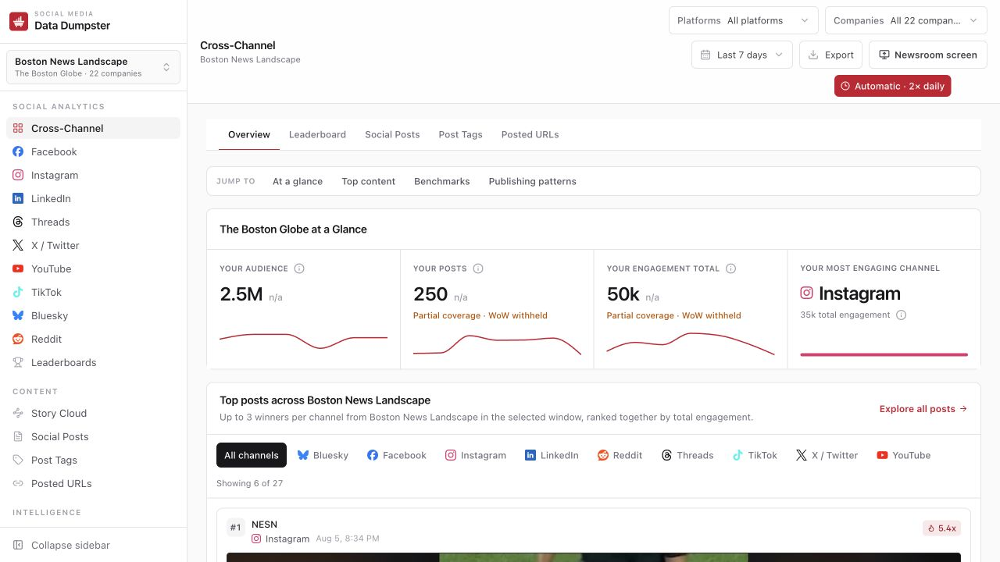 SOCIAL MEDIA
Data Dumpster
Boston News Landscape
The Boston Globe · 22 companies
SOCIAL ANALYTICS
Cross-Channel
Facebook
Instagram
LinkedIn
Threads
X / Twitter
YouTube
TikTok
Bluesky
Reddit
Leaderboards
CONTENT
Story Cloud
Social Posts
Post Tags
Posted URLs
INTELLIGENCE
Collapse sidebar
Cross-Channel
Boston News Landscape
Platforms All platforms
Companies All 22 compan...
Last 7 days
Export
Newsroom screen
Automatic · 2× daily
Overview Leaderboard Social Posts Post Tags Posted URLs
JUMP TO At a glance Top content Benchmarks Publishing patterns
The Boston Globe at a Glance
YOUR AUDIENCE
2.5M n/a
YOUR POSTS
250 n/a
Partial coverage · WoW withheld
YOUR ENGAGEMENT TOTAL
50k n/a
Partial coverage · WoW withheld
YOUR MOST ENGAGING CHANNEL
Instagram
35k total engagement
Top posts across Boston News Landscape
Up to 3 winners per channel from Boston News Landscape in the selected window, ranked together by total engagement.
Explore all posts →
All channels Bluesky Facebook Instagram LinkedIn Reddit Threads TikTok X / Twitter YouTube
Showing 6 of 27
#1 NESN
Instagram Aug 5, 8:34 PM
5.4x